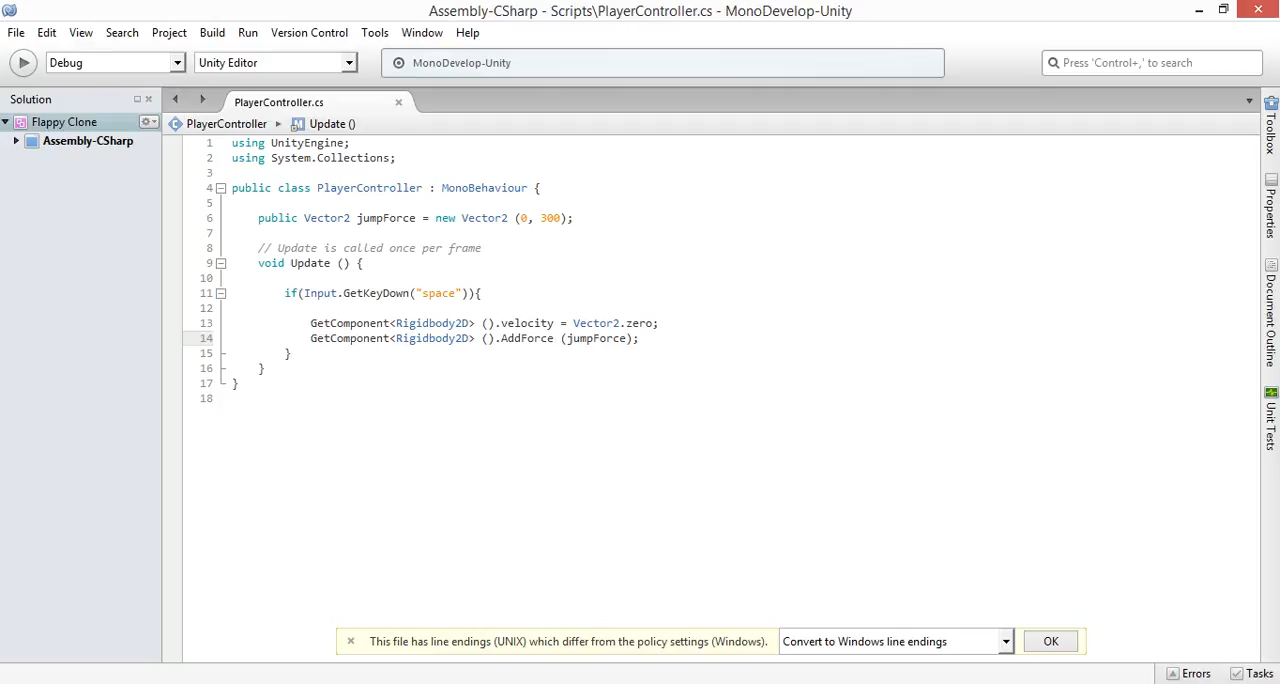 Assembly-CSharp - Scripts\PlayerController.cs - MonoDevelop-Unity
File Edit View Search Project Build Run Version Control Tools Window Help
Debug Unity Editor MonoDevelop-Unity Press 'Control+,' to search
Solution PlayerController.cs
Flappy Clone PlayerController Update ()
Assembly-CSharp
1 using UnityEngine;
2 using System.Collections;
3
4 public class PlayerController : MonoBehaviour {
5
6 public Vector2 jumpForce = new Vector2 (0, 300);
7
8 // Update is called once per frame
9 void Update () {
10
11 if(Input.GetKeyDown("space")){
12
13 GetComponent<Rigidbody2D> ().velocity = Vector2.zero;
14 GetComponent<Rigidbody2D> ().AddForce (jumpForce);
15 }
16 }
17 }
18
Toolbox
Properties
Document Outline
Unit Tests
This file has line endings (UNIX) which differ from the policy settings (Windows). Convert to Windows line endings OK
Errors Tasks